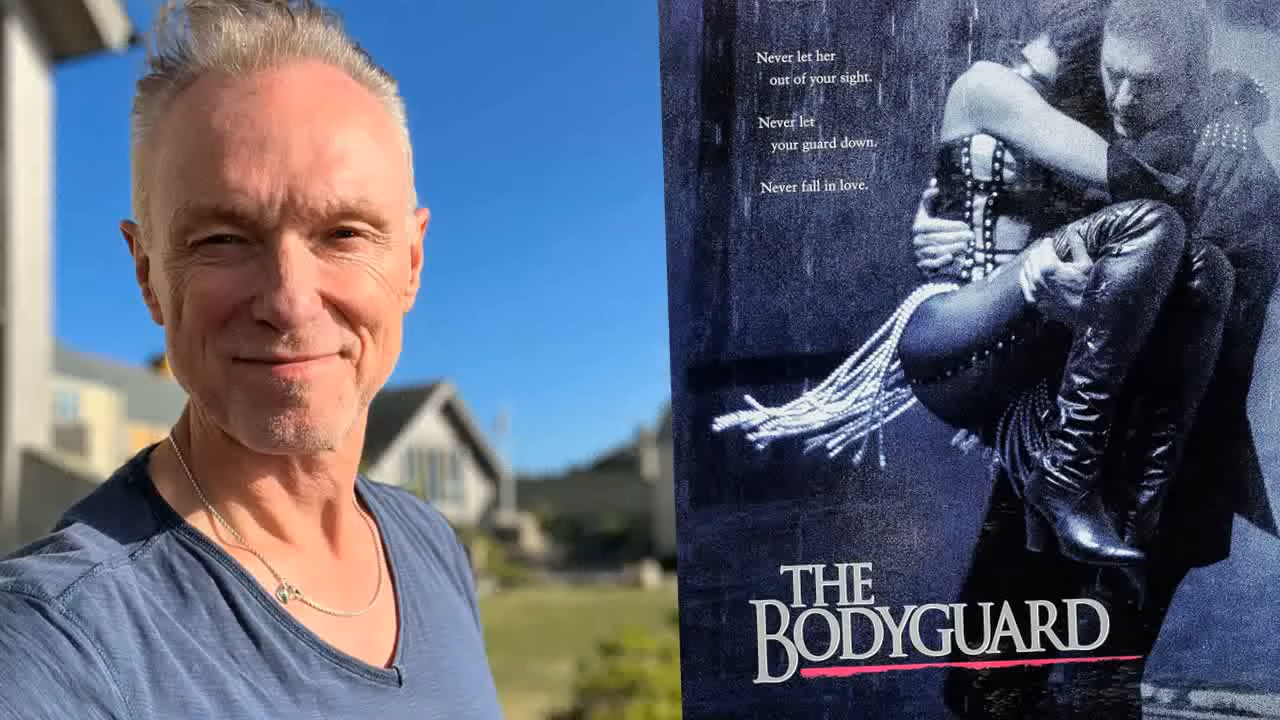 Never let her
out of your sight.
Never let
your guard down.
Never fall in love.
THE
BODYGUARD